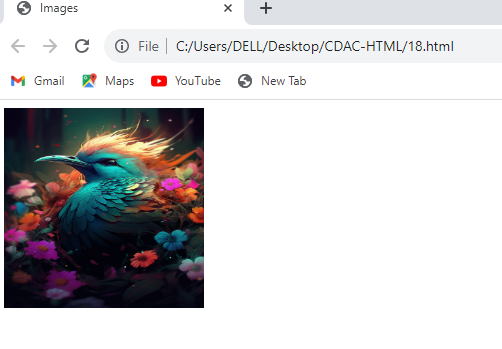 Images
File C:/Users/DELL/Desktop/CDAC-HTML/18.html
Gmail Maps YouTube New Tab